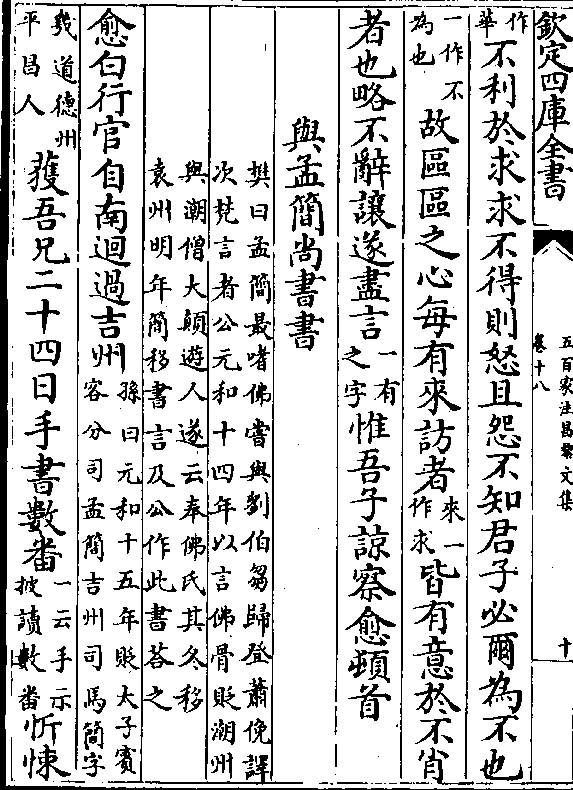 欽定四庫全書
五百家注昌黎文集
卷十八
十
作華不利於求求不得則怒且怨不知君子必爾為不也
一作不為也故區區之心每有來訪者來一作求皆有意於不肖
者也略不辭讓遂盡言一有之字惟吾子諒察愈頓首
與孟簡尚書書
樊曰孟簡最嗜佛嘗與劉伯芻歸登蕭俛譯
次梵言者公元和十四年以言佛骨貶潮州
與潮僧大顛遊人遂云奉佛氏其冬移
袁州明年簡移書言及公作此書荅之
愈白行官自南迴過吉州孫曰元和十五年貶太子賓客分司孟簡吉州司馬簡字
幾道德州平昌人獲吾兄二十四日手書數番一云手示披讀數番忻悚